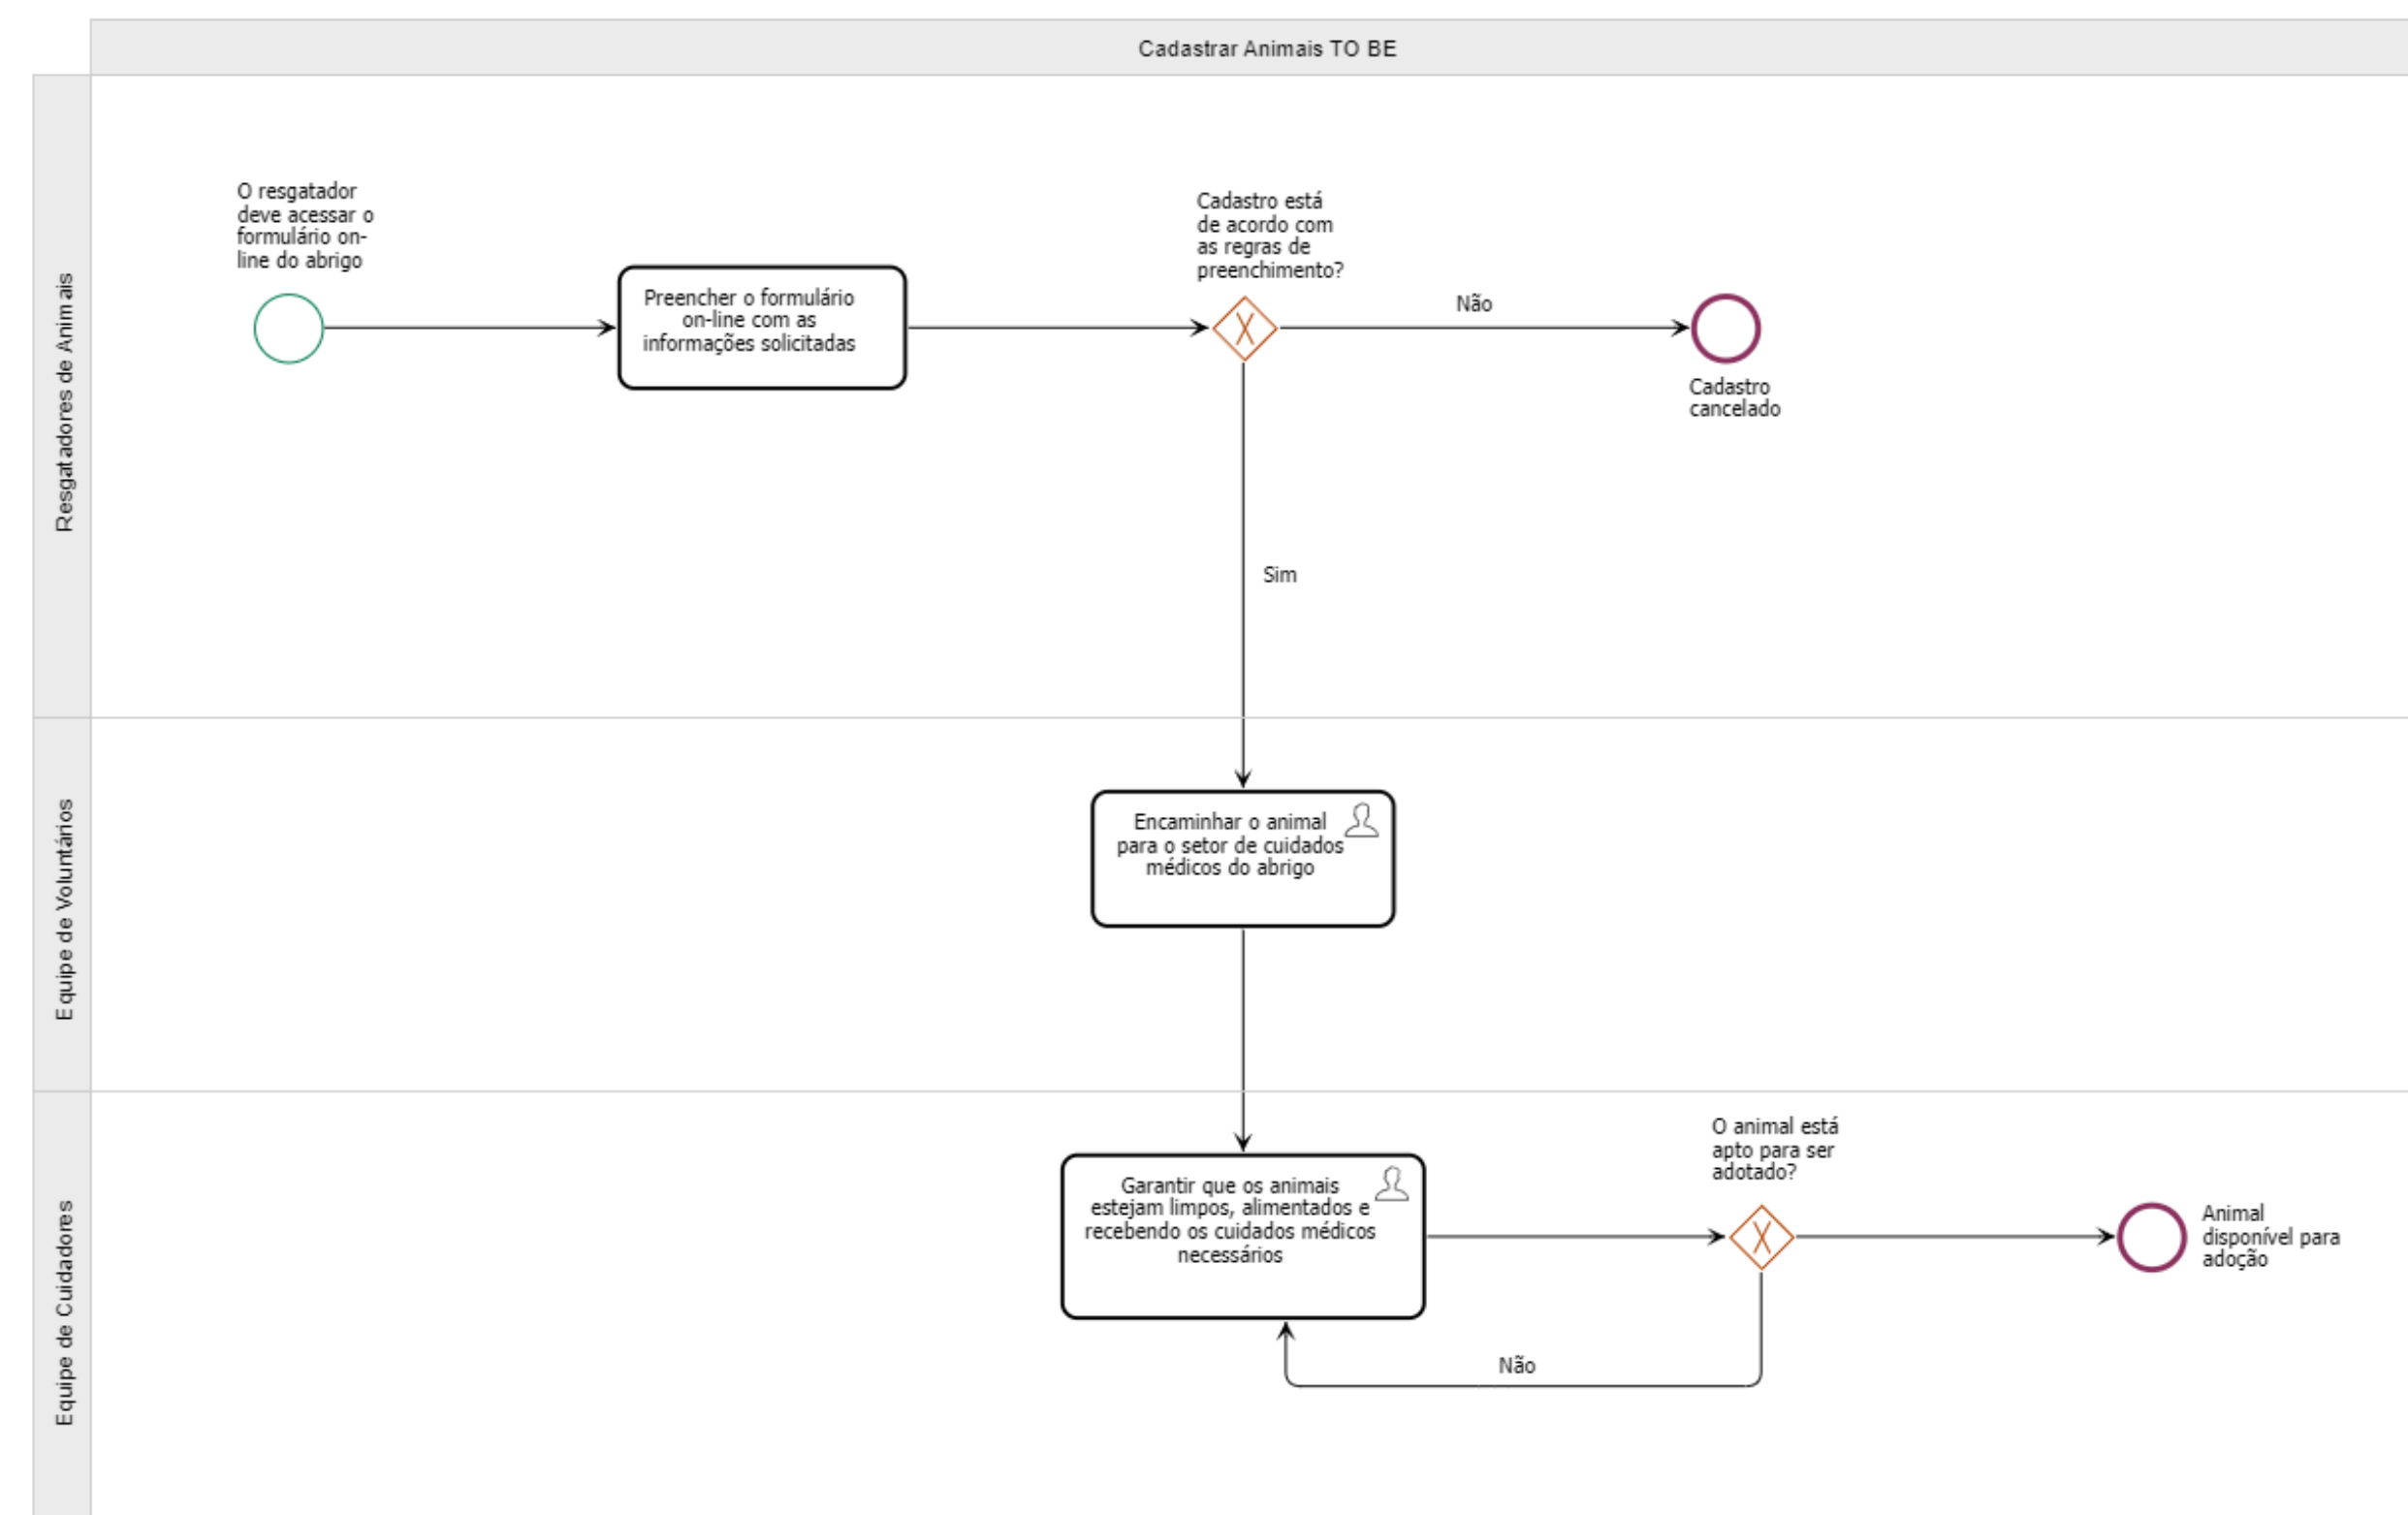 Cadastrar Animais TO BE
Resgatadores de Animais
O resgatador
deve acessar o
formulário on-
line do abrigo
Preencher o formulário
on-line com as
informações solicitadas
Cadastro está
de acordo com
as regras de
preenchimento?
Não
Cadastro
cancelado
Sim
Equipe de Voluntários
Encaminhar o animal
para o setor de cuidados
médicos do abrigo
Equipe de Cuidadores
Garantir que os animais
estejam limpos, alimentados e
recebendo os cuidados médicos
necessários
O animal está
apto para ser
adotado?
Animal
disponível para
adoção
Não